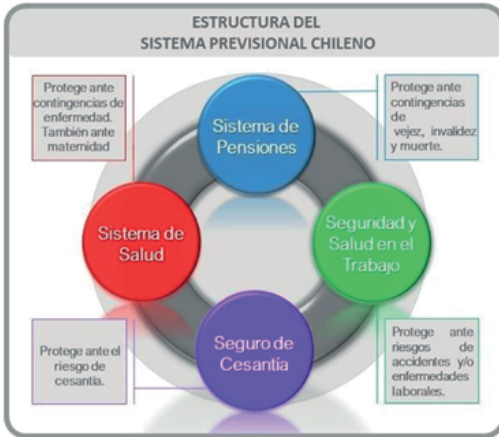 ESTRUCTURA DEL
SISTEMA PREVISIONAL CHILENO
Protege ante
contingencias de
enfermedad.
También ante
maternidad
Sistema de
Pensiones
Protege ante
contingencias
de
vejez, invalidez
y muerte.
Sistema de
Salud
Seguridad y
Salud en el
Trabajo
Protege ante el
riesgo de
cesantía.
Seguro de
Cesantía
Protege ante
riesgos de
accidentes y/o
enfermedades
laborales.